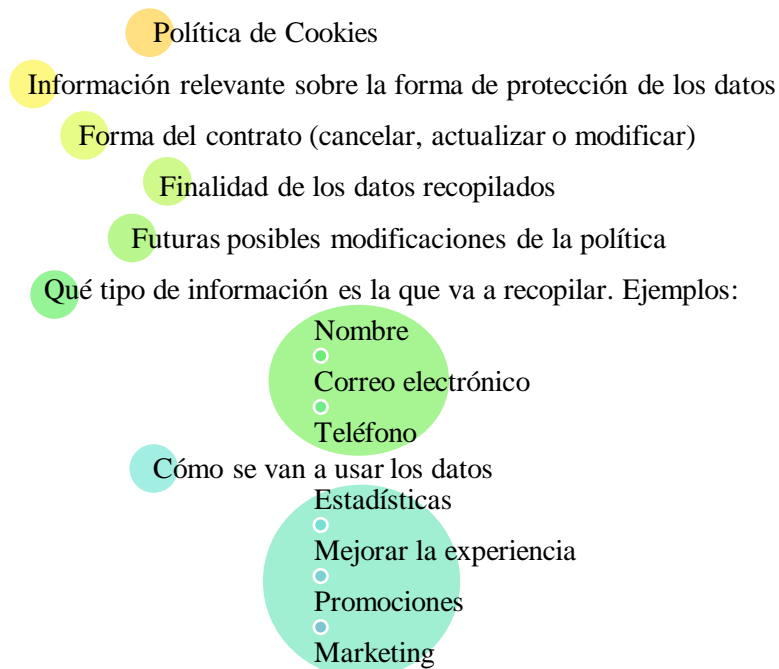 Política de Cookies
Información relevante sobre la forma de protección de los datos
Forma del contrato (cancelar, actualizar o modificar)
Finalidad de los datos recopilados
Futuras posibles modificaciones de la política
Qué tipo de información es la que va a recopilar. Ejemplos:
Nombre
Correo electrónico
Teléfono
Cómo se van a usar los datos
Estadísticas
Mejorar la experiencia
Promociones
Marketing